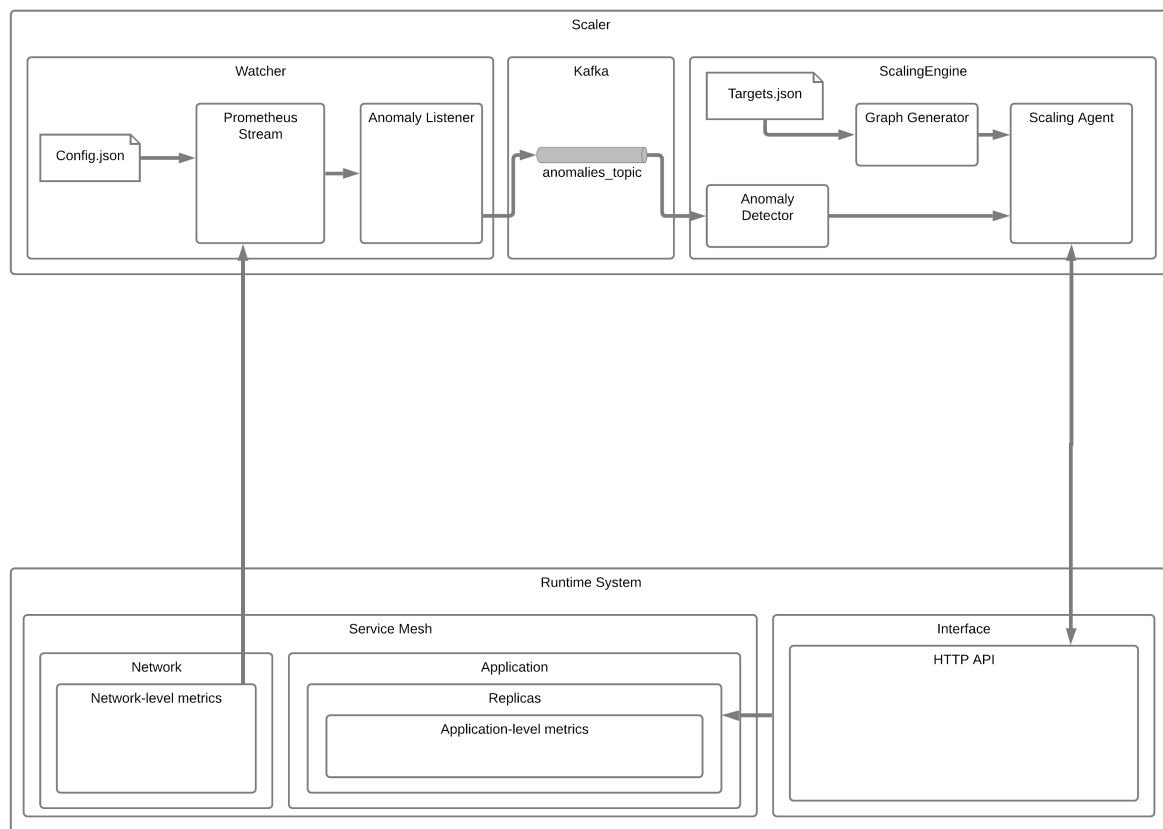 Scaler
Watcher
Kafka
ScalingEngine
Config.json
Prometheus
Stream
Anomaly Listener
anomalies_topic
Targets.json
Graph Generator
Scaling Agent
Anomaly
Detector
Runtime System
Service Mesh
Interface
Network
Application
HTTP API
Network-level metrics
Replicas
Application-level metrics